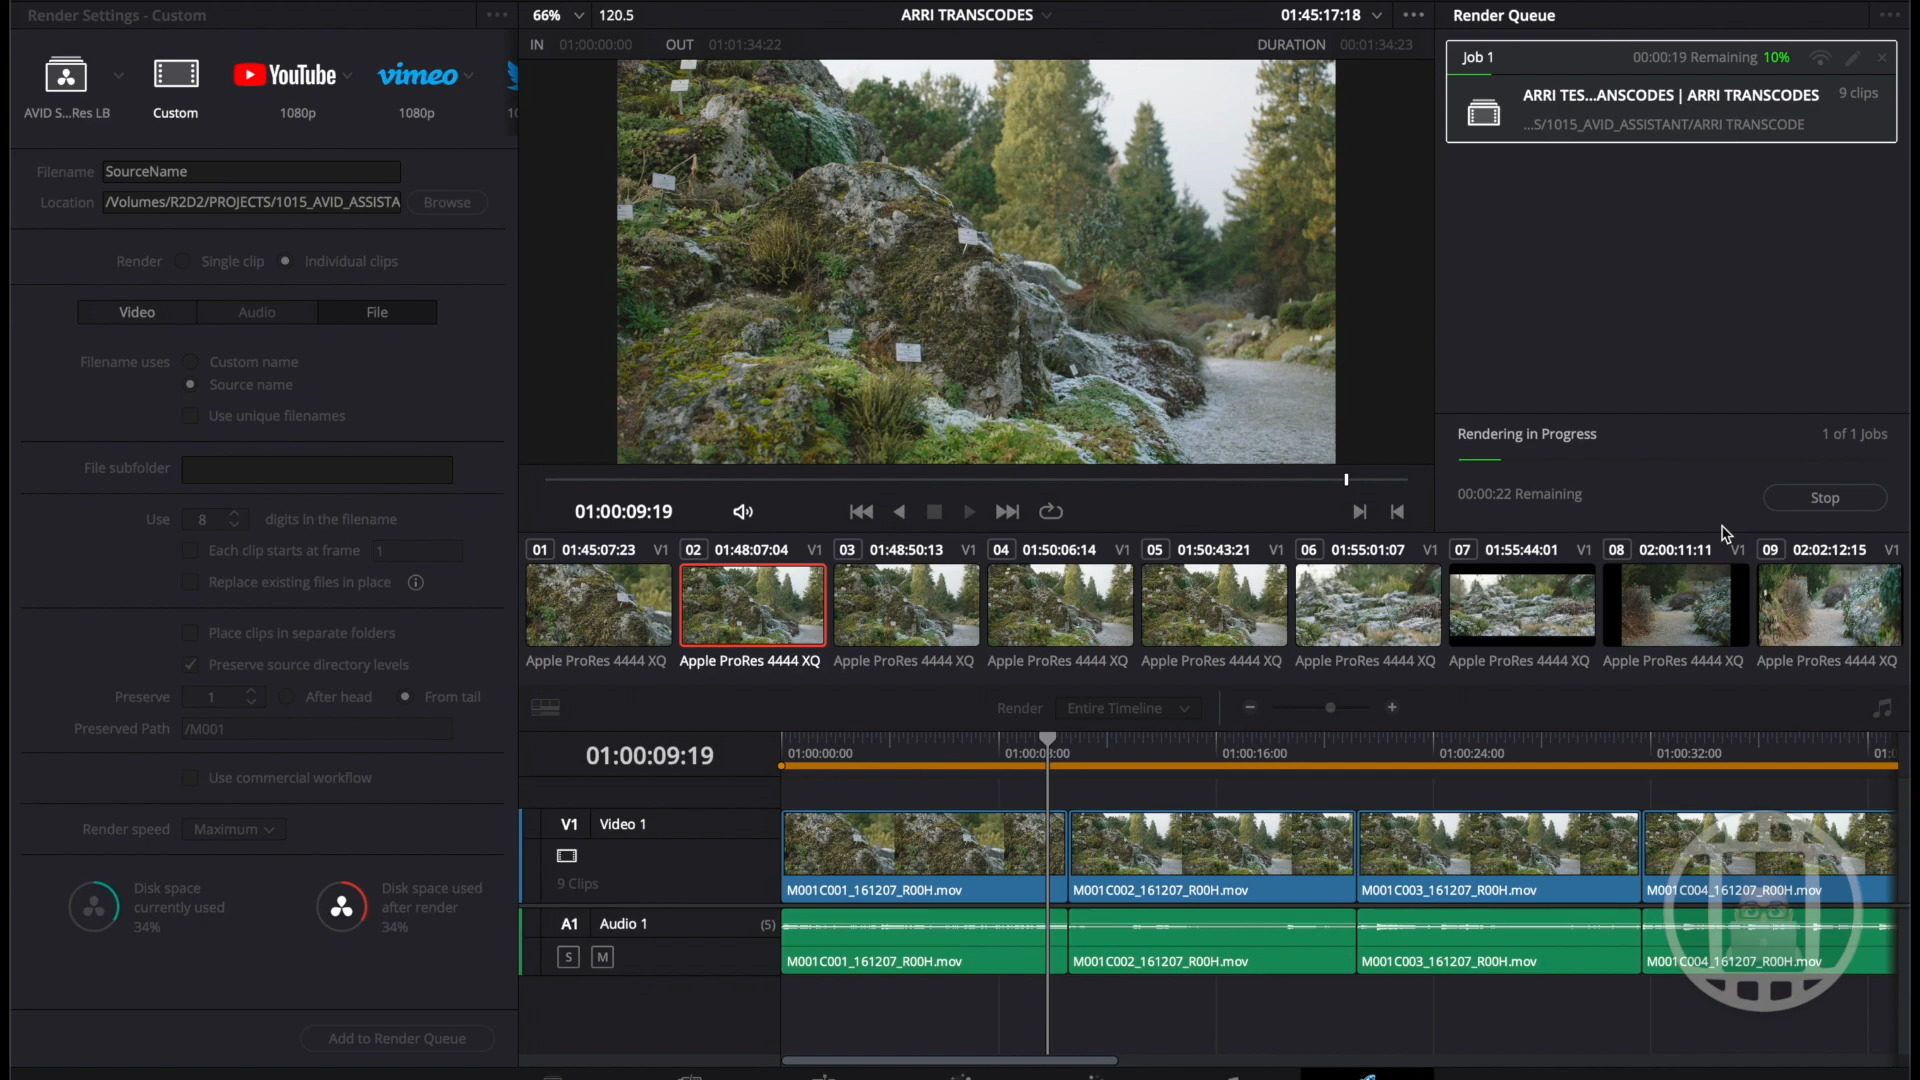 Render Settings - Custom
66%
120.5
ARRI TRANSCODES
01:45:17:18
Render Queue
IN 01:00:00:00
OUT 01:01:34:22
DURATION 00:01:34:23
AVID S...Res LB
Custom
YouTube
1080p
vimeo
1080p
Job 1
00:00:19 Remaining 10%
ARRI TES...ANSCODES | ARRI TRANSCODES
9 clips
...S/1015_AVID_ASSISTANT/ARRI TRANSCODE
Filename SourceName
Location /Volumes/R2D2/PROJECTS/1015_AVID_ASSISTA
Browse
Render Single clip Individual clips
Video Audio File
Filename uses Custom name
Source name
Use unique filenames
File subfolder
Use 8 digits in the filename
Each clip starts at frame 1
Replace existing files in place
Place clips in separate folders
Preserve source directory levels
Preserve 1 After head From tail
Preserved Path /M001
Use commercial workflow
Render speed Maximum
Disk space currently used 34%
Disk space used after render 34%
Add to Render Queue
Rendering in Progress
1 of 1 Jobs
00:00:22 Remaining
Stop
01:00:09:19
01 01:45:07:23 V1
02 01:48:07:04 V1
03 01:48:50:13 V1
04 01:50:06:14 V1
05 01:50:43:21 V1
06 01:55:01:07 V1
07 01:55:44:01 V1
08 02:00:11:11 V1
09 02:02:12:15 V1
Apple ProRes 4444 XQ
Apple ProRes 4444 XQ
Apple ProRes 4444 XQ
Apple ProRes 4444 XQ
Apple ProRes 4444 XQ
Apple ProRes 4444 XQ
Apple ProRes 4444 XQ
Apple ProRes 4444 XQ
Apple ProRes 4444 XQ
Render Entire Timeline
01:00:09:19
01:00:00:00
01:00:08:00
01:00:16:00
01:00:24:00
01:00:32:00
V1 Video 1
9 Clips
M001C001_161207_R00H.mov
M001C002_161207_R00H.mov
M001C003_161207_R00H.mov
M001C004_161207_R00H.mov
A1 Audio 1 (5)
S M
M001C001_161207_R00H.mov
M001C002_161207_R00H.mov
M001C003_161207_R00H.mov
M001C004_161207_R00H.mov